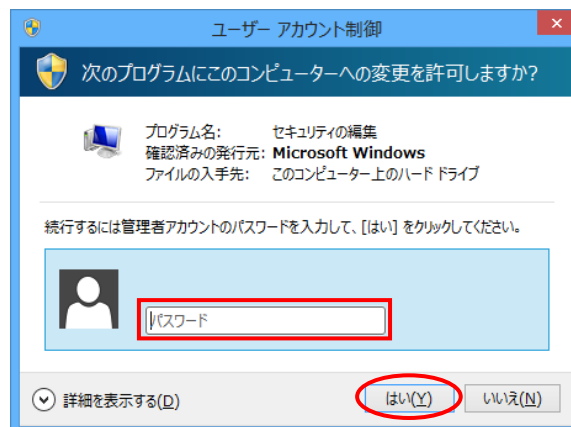 ユーザー アカウント制御
次のプログラムにこのコンピューターへの変更を許可しますか?
プログラム名: セキュリティの編集
確認済みの発行元: Microsoft Windows
ファイルの入手先: このコンピューター上のハード ドライブ
続行するには管理者アカウントのパスワードを入力して、[はい] をクリックしてください。
パスワード
詳細を表示する(D) はい(Y) いいえ(N)